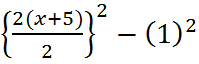 {2(x+5)/2}² − (1)²